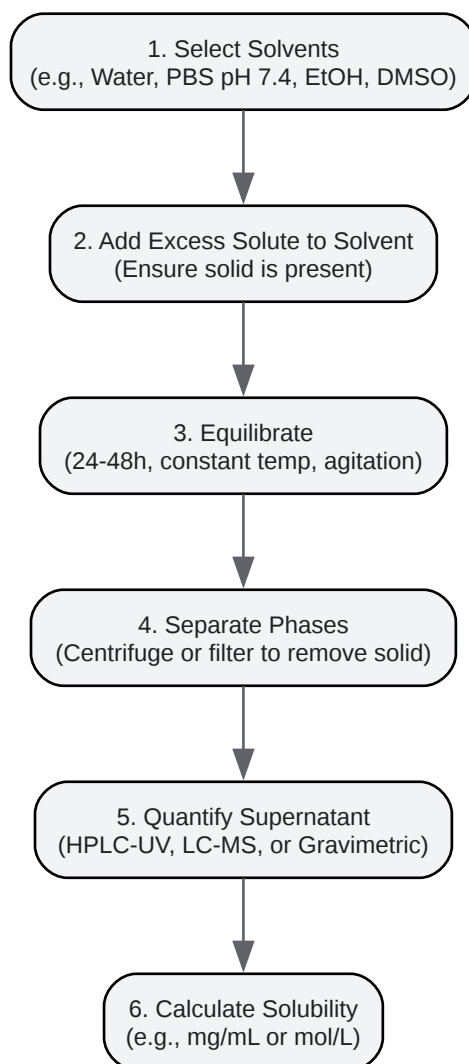 1. Select Solvents
(e.g., Water, PBS pH 7.4, EtOH, DMSO)
2. Add Excess Solute to Solvent
(Ensure solid is present)
3. Equilibrate
(24-48h, constant temp, agitation)
4. Separate Phases
(Centrifuge or filter to remove solid)
5. Quantify Supernatant
(HPLC-UV, LC-MS, or Gravimetric)
6. Calculate Solubility
(e.g., mg/mL or mol/L)